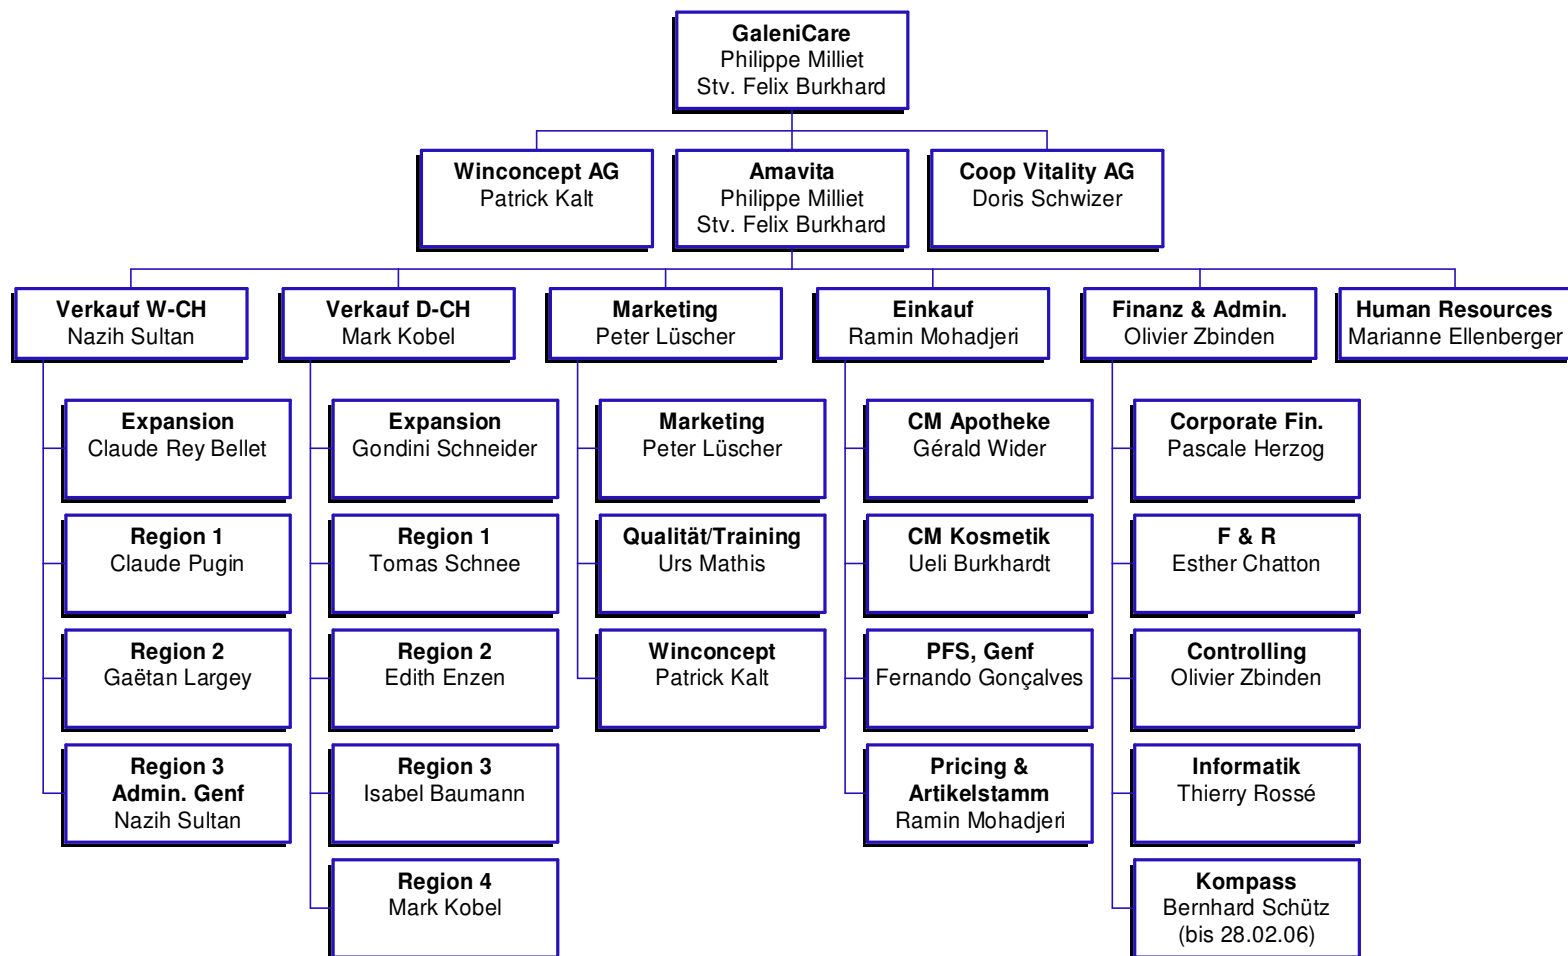 GaleniCare
Philippe Milliet
Stv. Felix Burkhard
Winconcept AG
Patrick Kalt
Amavita
Philippe Milliet
Stv. Felix Burkhard
Coop Vitality AG
Doris Schwizer
Verkauf W-CH
Nazih Sultan
Verkauf D-CH
Mark Kobel
Marketing
Peter Lüscher
Einkauf
Ramin Mohadjeri
Finanz & Admin.
Olivier Zbinden
Human Resources
Marianne Ellenberger
Expansion
Claude Rey Bellet
Expansion
Gondini Schneider
Marketing
Peter Lüscher
CM Apotheke
Gérald Wider
Corporate Fin.
Pascale Herzog
Region 1
Claude Pugin
Region 1
Tomas Schnee
Qualität/Training
Urs Mathis
CM Kosmetik
Ueli Burkhardt
F & R
Esther Chatton
Region 2
Gaëtan Largey
Region 2
Edith Enzen
Winconcept
Patrick Kalt
PFS, Genf
Fernando Gonçalves
Controlling
Olivier Zbinden
Region 3
Admin. Genf
Nazih Sultan
Region 3
Isabel Baumann
Pricing &
Artikelstamm
Ramin Mohadjeri
Informatik
Thierry Rossé
Region 4
Mark Kobel
Kompass
Bernhard Schütz
(bis 28.02.06)